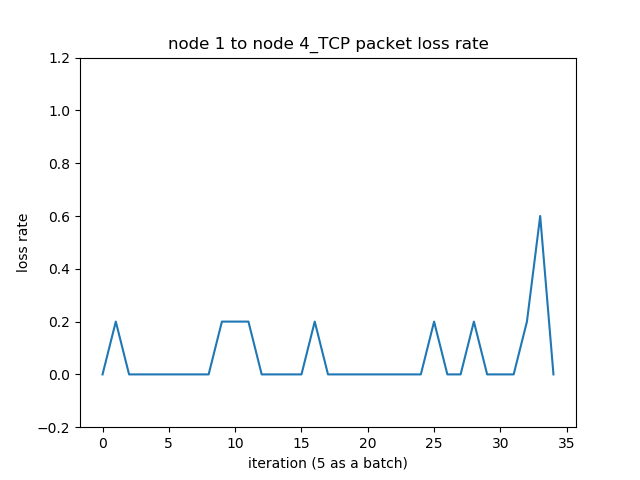 node 1 to node 4_TCP packet loss rate
1.2
1.0
0.8
0.6
0.4
0.2
0.0
−0.2
loss rate
0 5 10 15 20 25 30 35
iteration (5 as a batch)